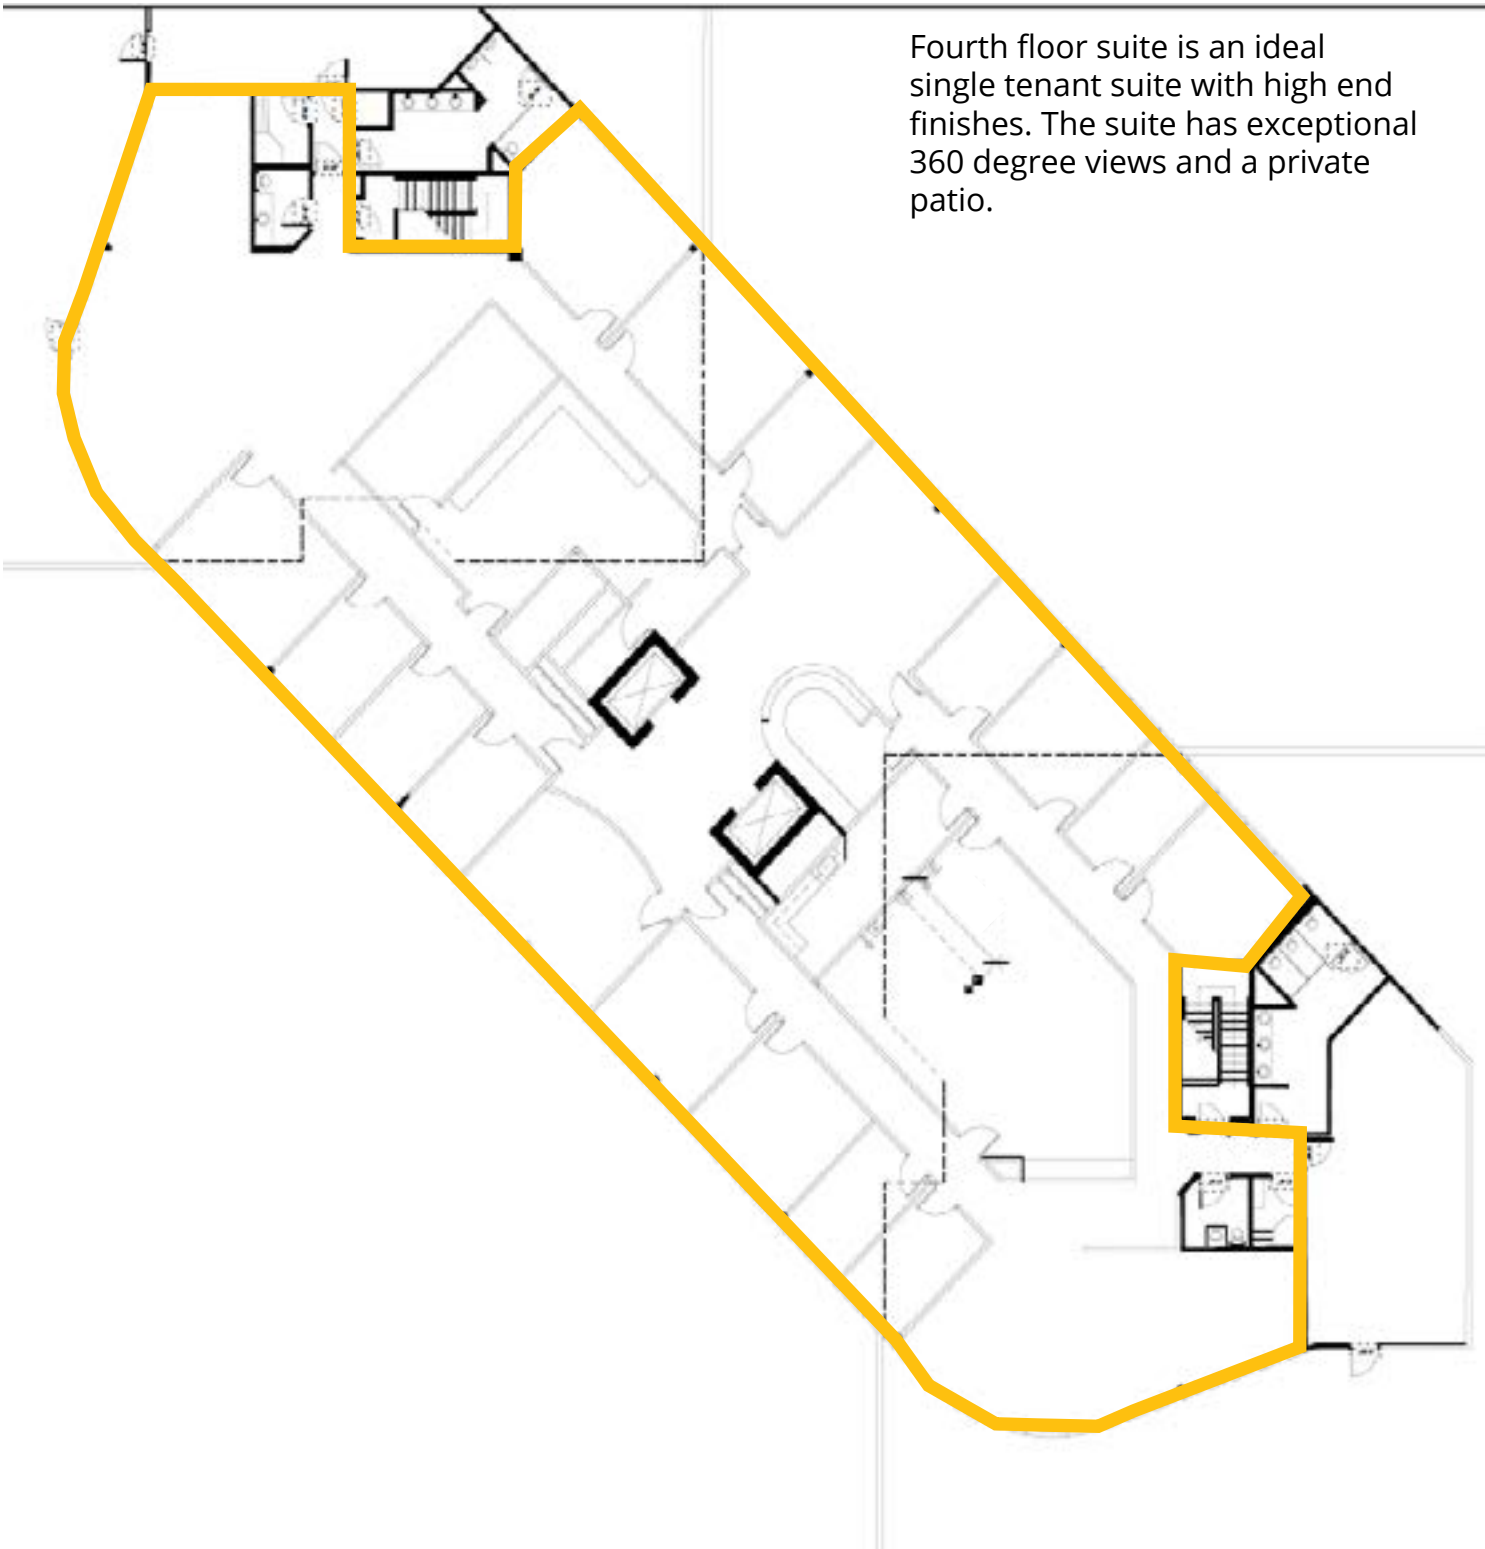 Fourth floor suite is an ideal
single tenant suite with high end
finishes. The suite has exceptional
360 degree views and a private
patio.